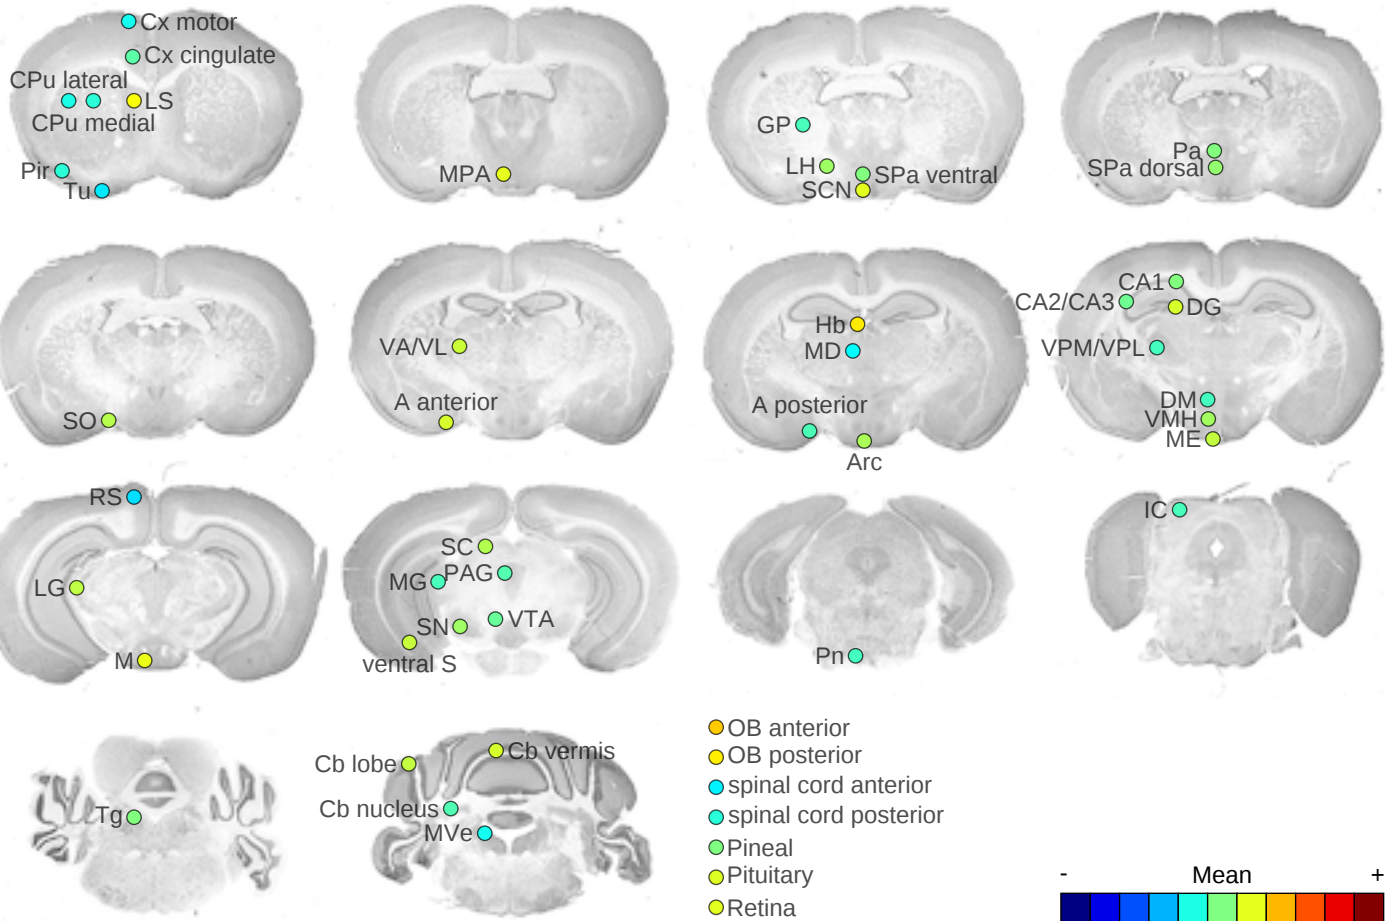 Cx motor
Cx cingulate
CPu lateral
LS
CPu medial
Pir
Tu
MPA
GP
LH
SPa ventral
SCN
Pa
SPa dorsal
SO
VA/VL
A anterior
Hb
MD
A posterior
Arc
CA1
CA2/CA3
DG
VPM/VPL
DM
VMH
ME
RS
LG
M
SC
MG
PAG
SN
VTA
ventral S
Pn
IC
Tg
Cb lobe
Cb vermis
Cb nucleus
MVe
OB anterior
OB posterior
spinal cord anterior
spinal cord posterior
Pineal
Pituitary
Retina
- Mean +